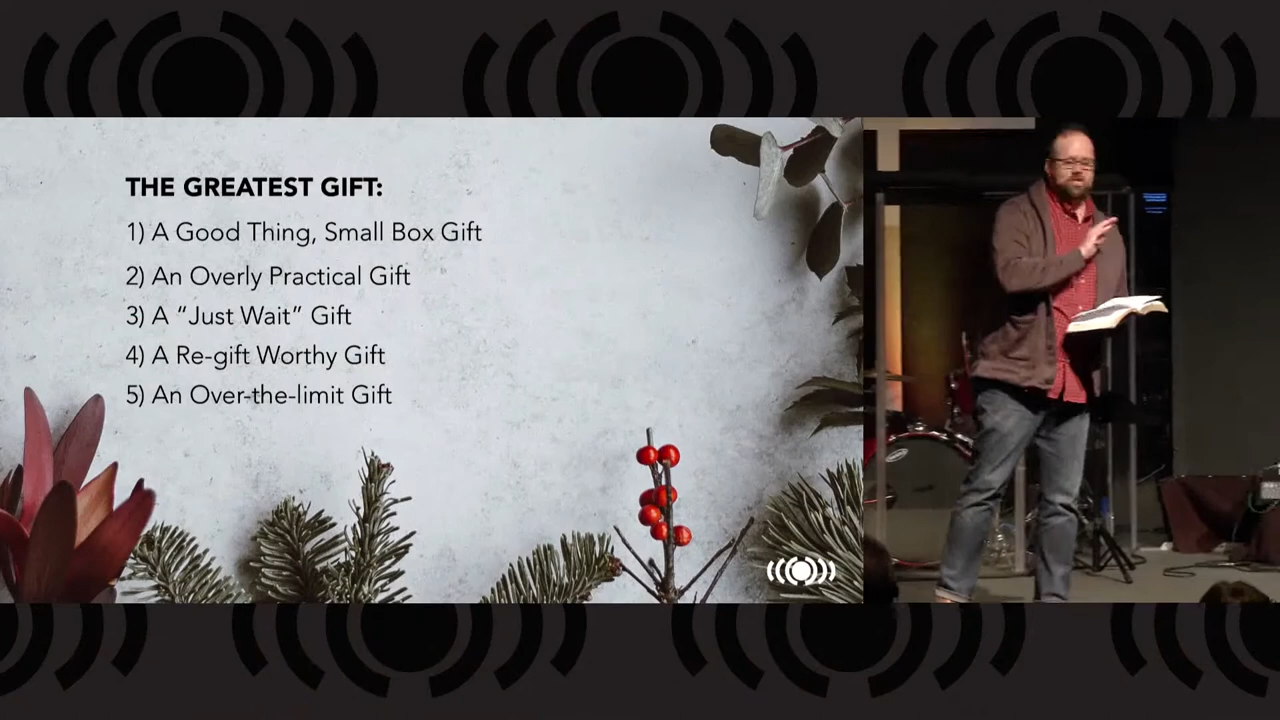 THE GREATEST GIFT:
1) A Good Thing, Small Box Gift
2) An Overly Practical Gift
3) A “Just Wait” Gift
4) A Re-gift Worthy Gift
5) An Over-the-limit Gift